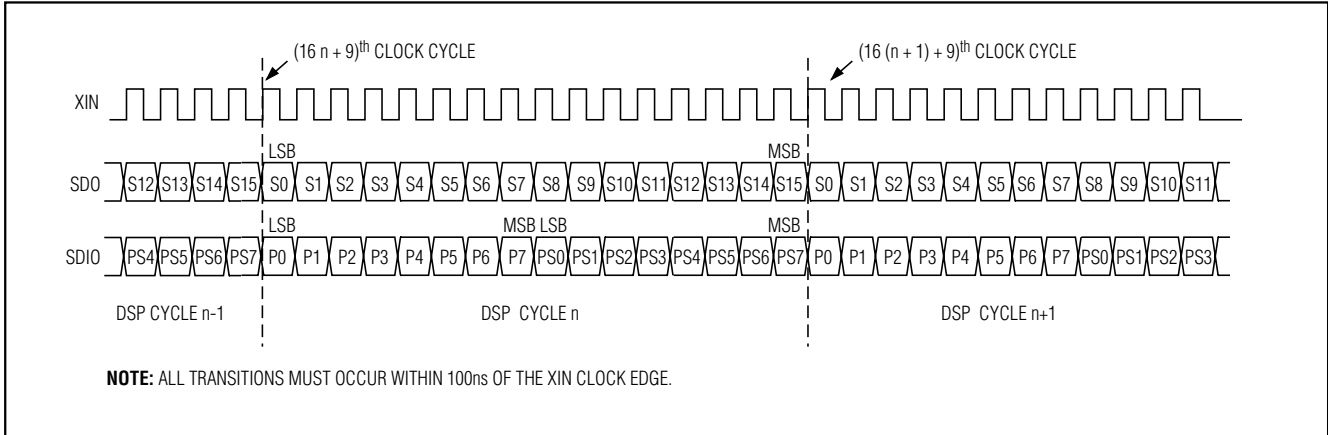 (16 n + 9)th CLOCK CYCLE (16 (n + 1) + 9)th CLOCK CYCLE
XIN
LSB MSB
SDO S12 S13 S14 S15 S0 S1 S2 S3 S4 S5 S6 S7 S8 S9 S10 S11 S12 S13 S14 S15 S0 S1 S2 S3 S4 S5 S6 S7 S8 S9 S10 S11
LSB MSB LSB MSB
SDIO PS4 PS5 PS6 PS7 P0 P1 P2 P3 P4 P5 P6 P7 PS0 PS1 PS2 PS3 PS4 PS5 PS6 PS7 P0 P1 P2 P3 P4 P5 P6 P7 PS0 PS1 PS2 PS3
DSP CYCLE n-1 DSP CYCLE n DSP CYCLE n+1
NOTE: ALL TRANSITIONS MUST OCCUR WITHIN 100ns OF THE XIN CLOCK EDGE.